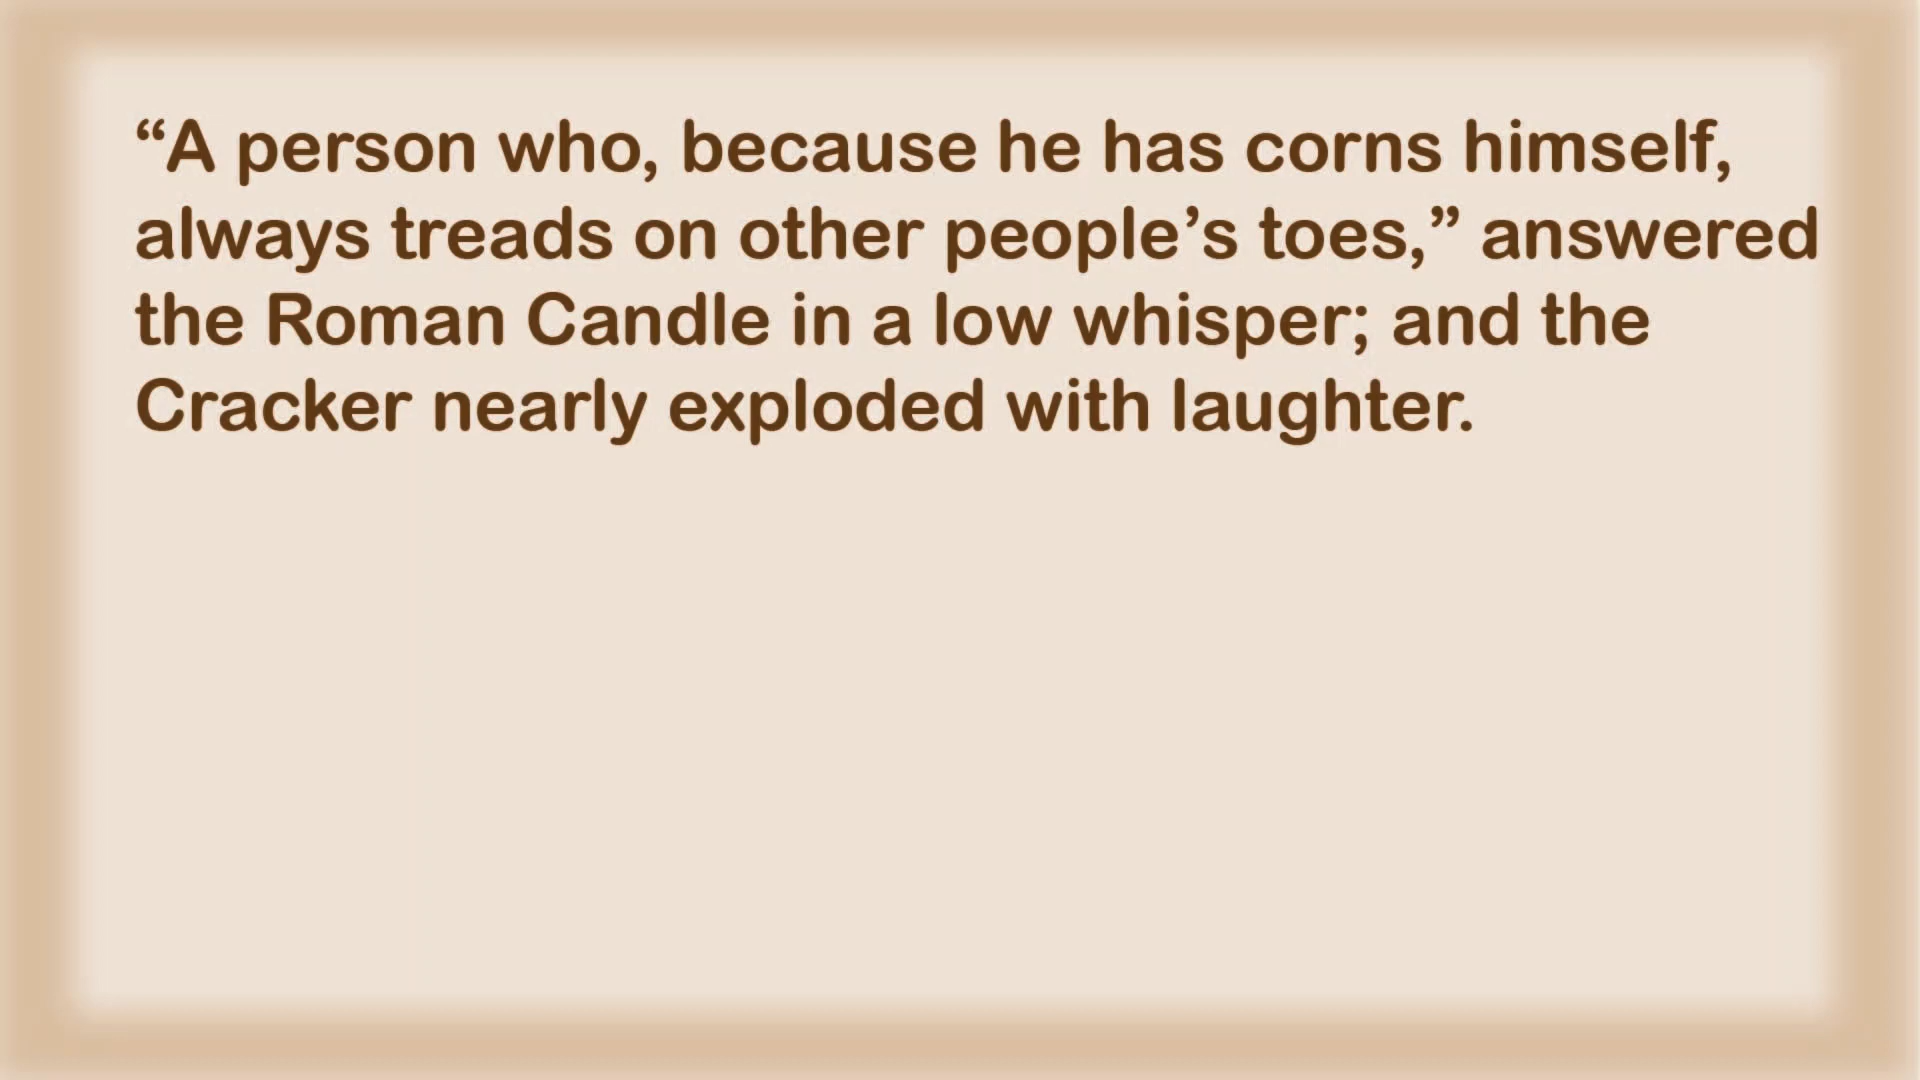 “A person who, because he has corns himself,
always treads on other people’s toes,” answered
the Roman Candle in a low whisper; and the
Cracker nearly exploded with laughter.